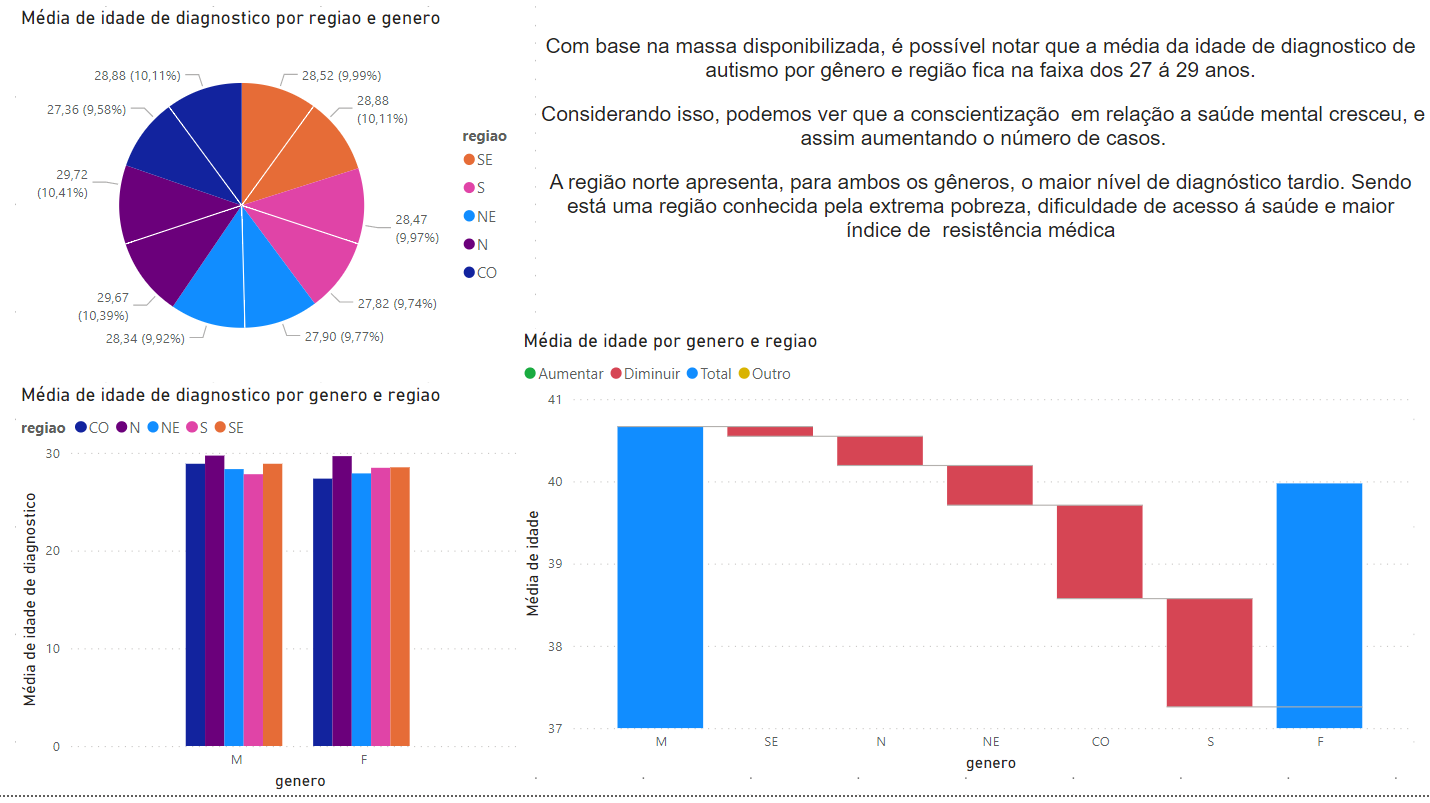 Média de idade de diagnostico por regiao e genero
28,88 (10,11%)
28,52 (9,99%)
27,36 (9,58%)
28,88
(10,11%)
29,72
(10,41%)
28,47
(9,97%)
29,67
(10,39%)
27,82 (9,74%)
28,34 (9,92%)
27,90 (9,77%)
regiao
SE
S
NE
N
CO
Com base na massa disponibilizada, é possível notar que a média da idade de diagnostico de
autismo por gênero e região fica na faixa dos 27 á 29 anos.
Considerando isso, podemos ver que a conscientização  em relação a saúde mental cresceu, e
assim aumentando o número de casos.
A região norte apresenta, para ambos os gêneros, o maior nível de diagnóstico tardio. Sendo
está uma região conhecida pela extrema pobreza, dificuldade de acesso á saúde e maior
índice de  resistência médica
Média de idade de diagnostico por genero e regiao
regiao CO N NE S SE
Média de idade de diagnostico
30
20
10
0
M F
genero
Média de idade por genero e regiao
Aumentar Diminuir Total Outro
Média de idade
41
40
39
38
37
M SE N NE CO S F
genero